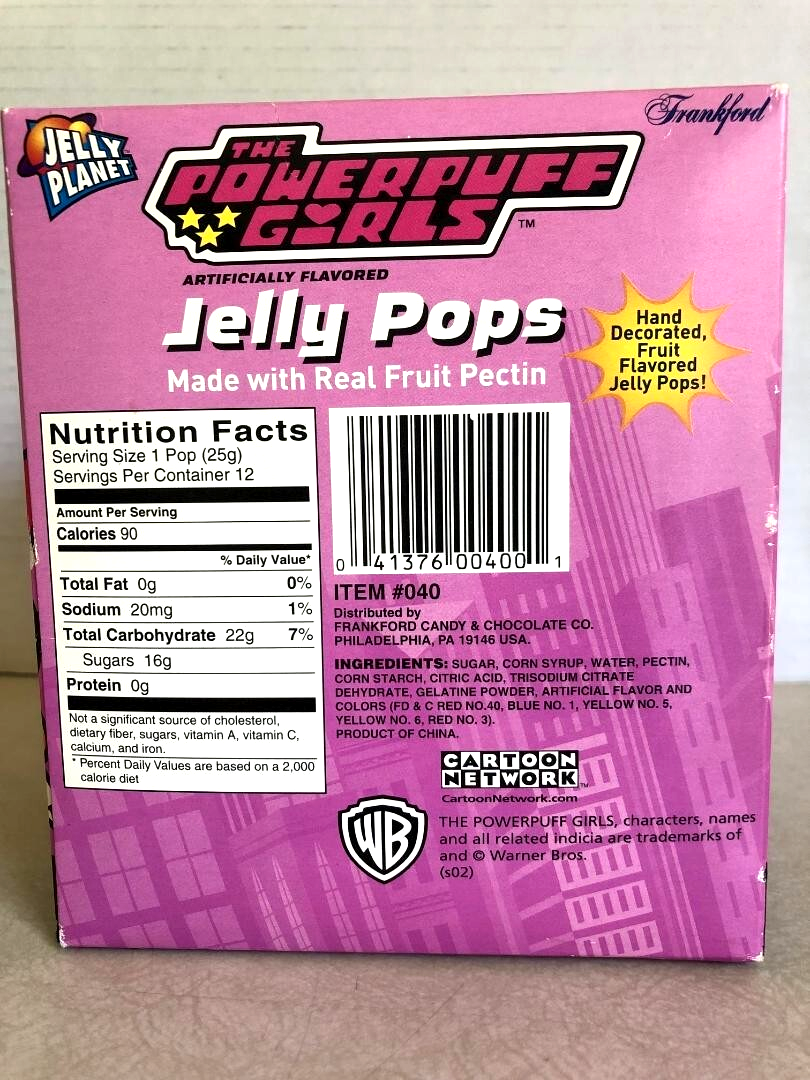 JELLY
PLANET
Frankford
THE
POWERPUFF
GIRLS TM
ARTIFICIALLY FLAVORED
Jelly Pops
Made with Real Fruit Pectin
Hand
Decorated,
Fruit
Flavored
Jelly Pops!
Nutrition Facts
Serving Size 1 Pop (25g)
Servings Per Container 12
Amount Per Serving
Calories 90
% Daily Value*
Total Fat 0g 0%
Sodium 20mg 1%
Total Carbohydrate 22g 7%
Sugars 16g
Protein 0g
Not a significant source of cholesterol,
dietary fiber, sugars, vitamin A, vitamin C,
calcium, and iron.
* Percent Daily Values are based on a 2,000
calorie diet
0 41376 00400 1
ITEM #040
Distributed by
FRANKFORD CANDY & CHOCOLATE CO.
PHILADELPHIA, PA 19146 USA.
INGREDIENTS: SUGAR, CORN SYRUP, WATER, PECTIN,
CORN STARCH, CITRIC ACID, TRISODIUM CITRATE
DEHYDRATE, GELATINE POWDER, ARTIFICIAL FLAVOR AND
COLORS (FD & C RED NO.40, BLUE NO. 1, YELLOW NO. 5,
YELLOW NO. 6, RED NO. 3).
PRODUCT OF CHINA.
CARTOON
NETWORK TM
CartoonNetwork.com
WB
THE POWERPUFF GIRLS, characters, names
and all related indicia are trademarks of
and © Warner Bros.
(s02)